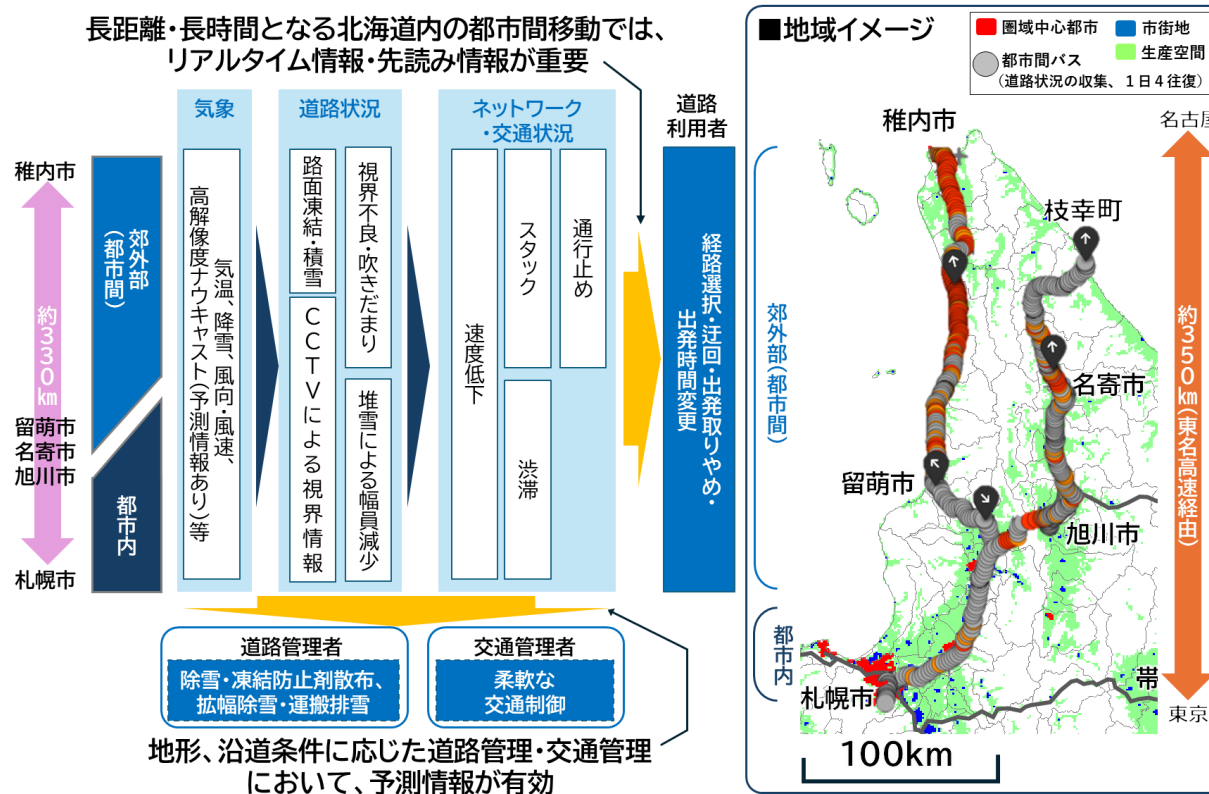 長距離・長時間となる北海道内の都市間移動では、
リアルタイム情報・先読み情報が重要
気象
道路状況
ネットワーク
・交通状況
道路
利用者
稚内市
約330㎞
留萌市
名寄市
旭川市
札幌市
郊外部
(都市間)
都市内
気温、降雪、風向・風速、
高解像度ナウキャスト(予測情報あり)等
路面凍結・積雪
視界不良・吹きだまり
CCTVによる視界情報
堆雪による幅員減少
速度低下
スタック
通行止め
渋滞
経路選択・迂回・出発取りやめ・
出発時間変更
道路管理者
除雪・凍結防止剤散布、
拡幅除雪・運搬排雪
交通管理者
柔軟な
交通制御
地形、沿道条件に応じた道路管理・交通管理
において、予測情報が有効
■地域イメージ
圏域中心都市
市街地
都市間バス
(道路状況の収集、1日4往復)
生産空間
稚内市
枝幸町
名寄市
留萌市
旭川市
札幌市
帯
郊外部(都市間)
都市内
100km
名古屋
約350㎞(東名高速経由)
東京